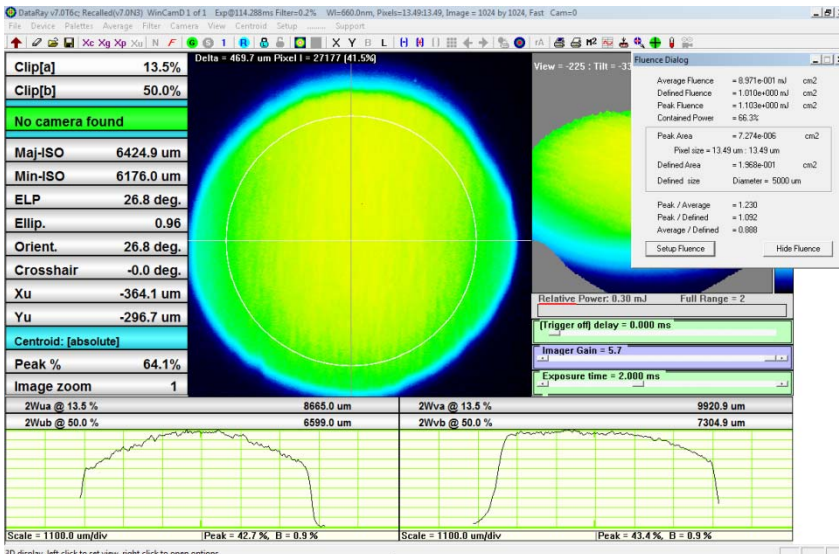 DataRay v7.0T6c; Recalled(v7.0N3) WinCamD 1 of 1 Exp@114.288ms Filter=0.2% Wl=660.0nm, Pixels=13.49:13.49, Image = 1024 by 1024, Fast Cam=0
File Device Palettes Average Filter Camera View Centroid Setup ........ Support
Xc Xg Xp Xu N F G G 1 R X Y B L rA M²
Clip[a] 13.5%
Clip[b] 50.0%
No camera found
Maj-ISO 6424.9 um
Min-ISO 6176.0 um
ELP 26.8 deg.
Ellip. 0.96
Orient. 26.8 deg.
Crosshair -0.0 deg.
Xu -364.1 um
Yu -296.7 um
Centroid: [absolute]
Peak % 64.1%
Image zoom 1
Delta = 469.7 um Pixel I = 27177 (41.5%)
View = -225 : Tilt = -33
Fluence Dialog
Average Fluence = 8.971e-001 mJ cm2
Defined Fluence = 1.010e+000 mJ cm2
Peak Fluence = 1.103e+000 mJ cm2
Contained Power = 66.3%
Peak Area = 7.274e-006 cm2
Pixel size = 13.49 um : 13.49 um
Defined Area = 1.968e-001 cm2
Defined size Diameter = 5000 um
Peak / Average = 1.230
Peak / Defined = 1.092
Average / Defined = 0.888
Setup Fluence Hide Fluence
Relative Power: 0.30 mJ Full Range = 2
(Trigger off) delay = 0.000 ms
Imager Gain = 5.7
Exposure time = 2.000 ms
2Wua @ 13.5 % 8665.0 um
2Wub @ 50.0 % 6599.0 um
2Wva @ 13.5 % 9920.9 um
2Wvb @ 50.0 % 7304.9 um
Scale = 1100.0 um/div Peak = 42.7 %, B = 0.9 %
Scale = 1100.0 um/div Peak = 43.4 %, B = 0.9 %
3D display, left click to set view, right click to open options